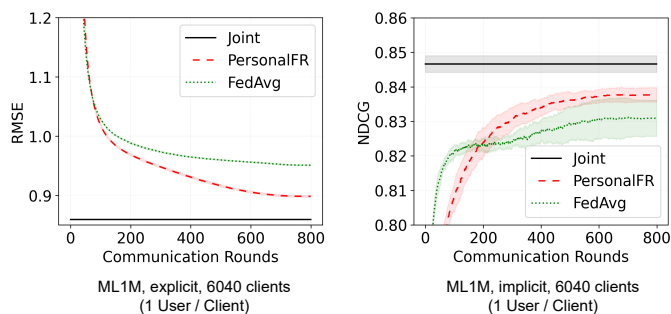 1.2
1.1
1.0
0.9
RMSE
Joint
PersonalFR
FedAvg
0 200 400 600 800
Communication Rounds
ML1M, explicit, 6040 clients
(1 User / Client)
0.86
0.85
0.84
0.83
0.82
0.81
0.80
NDCG
Joint
PersonalFR
FedAvg
0 200 400 600 800
Communication Rounds
ML1M, implicit, 6040 clients
(1 User / Client)